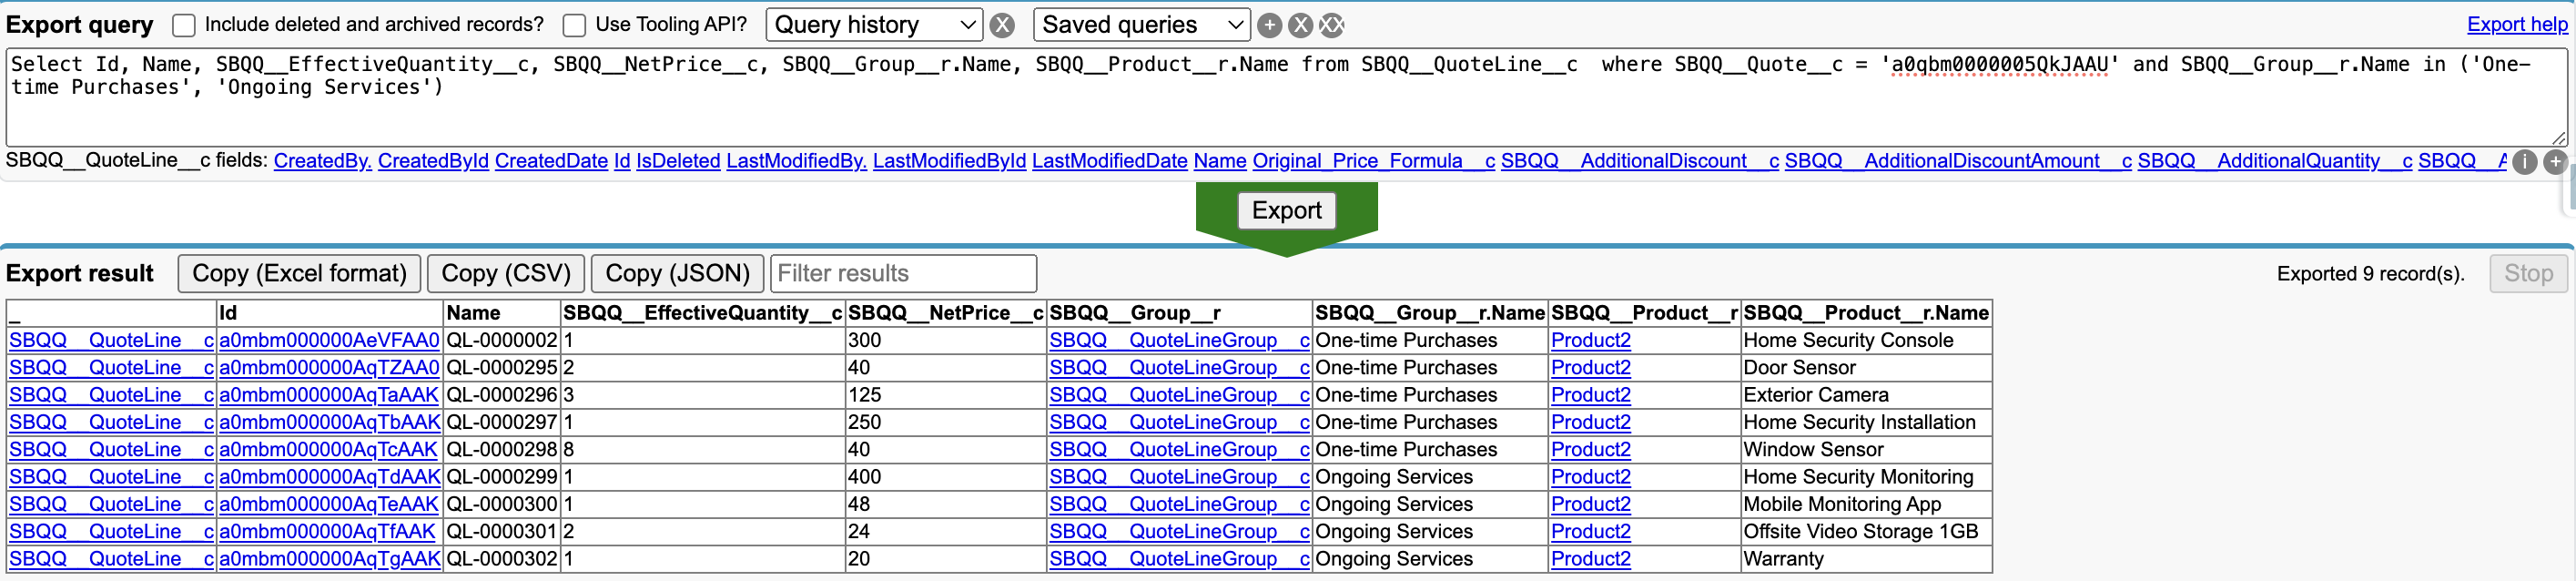 Export query Include deleted and archived records? Use Tooling API? Query history X Saved queries + X XX Export help
Select Id, Name, SBQQ__EffectiveQuantity__c, SBQQ__NetPrice__c, SBQQ__Group__r.Name, SBQQ__Product__r.Name from SBQQ__QuoteLine__c  where SBQQ__Quote__c = 'a0qbm0000005QkJAAU' and SBQQ__Group__r.Name in ('One-
time Purchases', 'Ongoing Services')
SBQQ__QuoteLine__c fields: CreatedBy. CreatedById CreatedDate Id IsDeleted LastModifiedBy. LastModifiedById LastModifiedDate Name Original_Price_Formula__c SBQQ__AdditionalDiscount__c SBQQ__AdditionalDiscountAmount__c SBQQ__AdditionalQuantity__c SBQQ__A i +
Export
Export result Copy (Excel format) Copy (CSV) Copy (JSON) Filter results Exported 9 record(s). Stop
_ Id Name SBQQ__EffectiveQuantity__c SBQQ__NetPrice__c SBQQ__Group__r SBQQ__Group__r.Name SBQQ__Product__r SBQQ__Product__r.Name
SBQQ__QuoteLine__c a0mbm000000AeVFAA0 QL-0000002 1 300 SBQQ__QuoteLineGroup__c One-time Purchases Product2 Home Security Console
SBQQ__QuoteLine__c a0mbm000000AqTZAA0 QL-0000295 2 40 SBQQ__QuoteLineGroup__c One-time Purchases Product2 Door Sensor
SBQQ__QuoteLine__c a0mbm000000AqTaAAK QL-0000296 3 125 SBQQ__QuoteLineGroup__c One-time Purchases Product2 Exterior Camera
SBQQ__QuoteLine__c a0mbm000000AqTbAAK QL-0000297 1 250 SBQQ__QuoteLineGroup__c One-time Purchases Product2 Home Security Installation
SBQQ__QuoteLine__c a0mbm000000AqTcAAK QL-0000298 8 40 SBQQ__QuoteLineGroup__c One-time Purchases Product2 Window Sensor
SBQQ__QuoteLine__c a0mbm000000AqTdAAK QL-0000299 1 400 SBQQ__QuoteLineGroup__c Ongoing Services Product2 Home Security Monitoring
SBQQ__QuoteLine__c a0mbm000000AqTeAAK QL-0000300 1 48 SBQQ__QuoteLineGroup__c Ongoing Services Product2 Mobile Monitoring App
SBQQ__QuoteLine__c a0mbm000000AqTfAAK QL-0000301 2 24 SBQQ__QuoteLineGroup__c Ongoing Services Product2 Offsite Video Storage 1GB
SBQQ__QuoteLine__c a0mbm000000AqTgAAK QL-0000302 1 20 SBQQ__QuoteLineGroup__c Ongoing Services Product2 Warranty